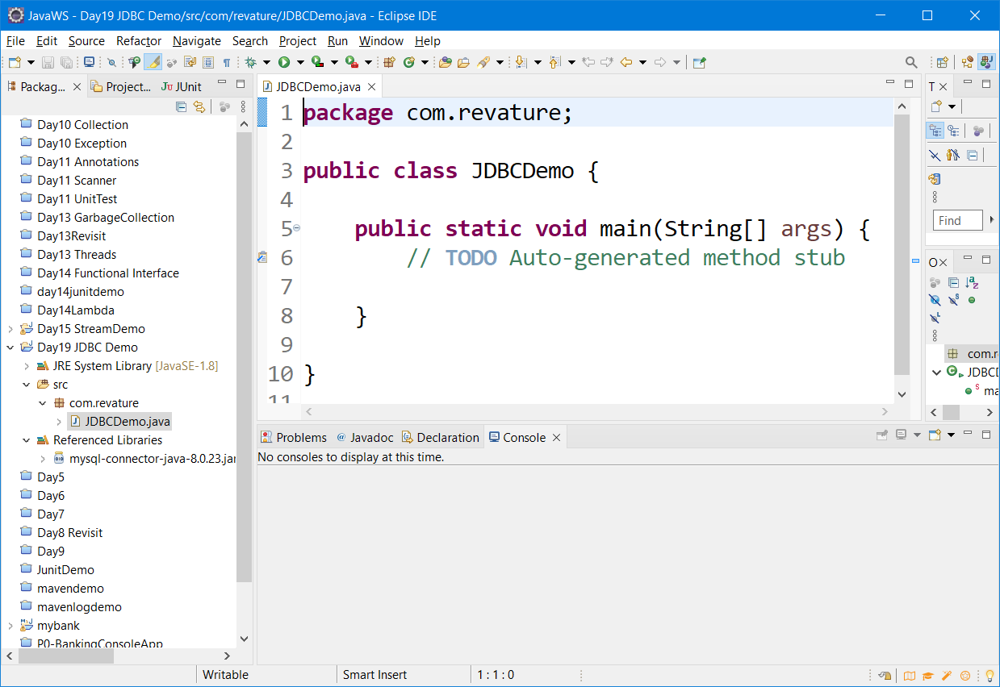 JavaWS - Day19 JDBC Demo/src/com/revature/JDBCDemo.java - Eclipse IDE
File Edit Source Refactor Navigate Search Project Run Window Help
Packag... Project... JUnit
Day10 Collection
Day10 Exception
Day11 Annotations
Day11 Scanner
Day11 UnitTest
Day13 GarbageCollection
Day13Revisit
Day13 Threads
Day14 Functional Interface
day14junitdemo
Day14Lambda
Day15 StreamDemo
Day19 JDBC Demo
JRE System Library [JavaSE-1.8]
src
com.revature
JDBCDemo.java
Referenced Libraries
mysql-connector-java-8.0.23.jar
Day5
Day6
Day7
Day8 Revisit
Day9
JunitDemo
mavendemo
mavenlogdemo
mybank
P0-BankingConsoleApp
JDBCDemo.java
1 package com.revature;
2
3 public class JDBCDemo {
4
5 public static void main(String[] args) {
6 // TODO Auto-generated method stub
7
8 }
9
10 }
11
Problems Javadoc Declaration Console
No consoles to display at this time.
T
Find
O
com.r
JDBCD
ma
Writable Smart Insert 1 : 1 : 0